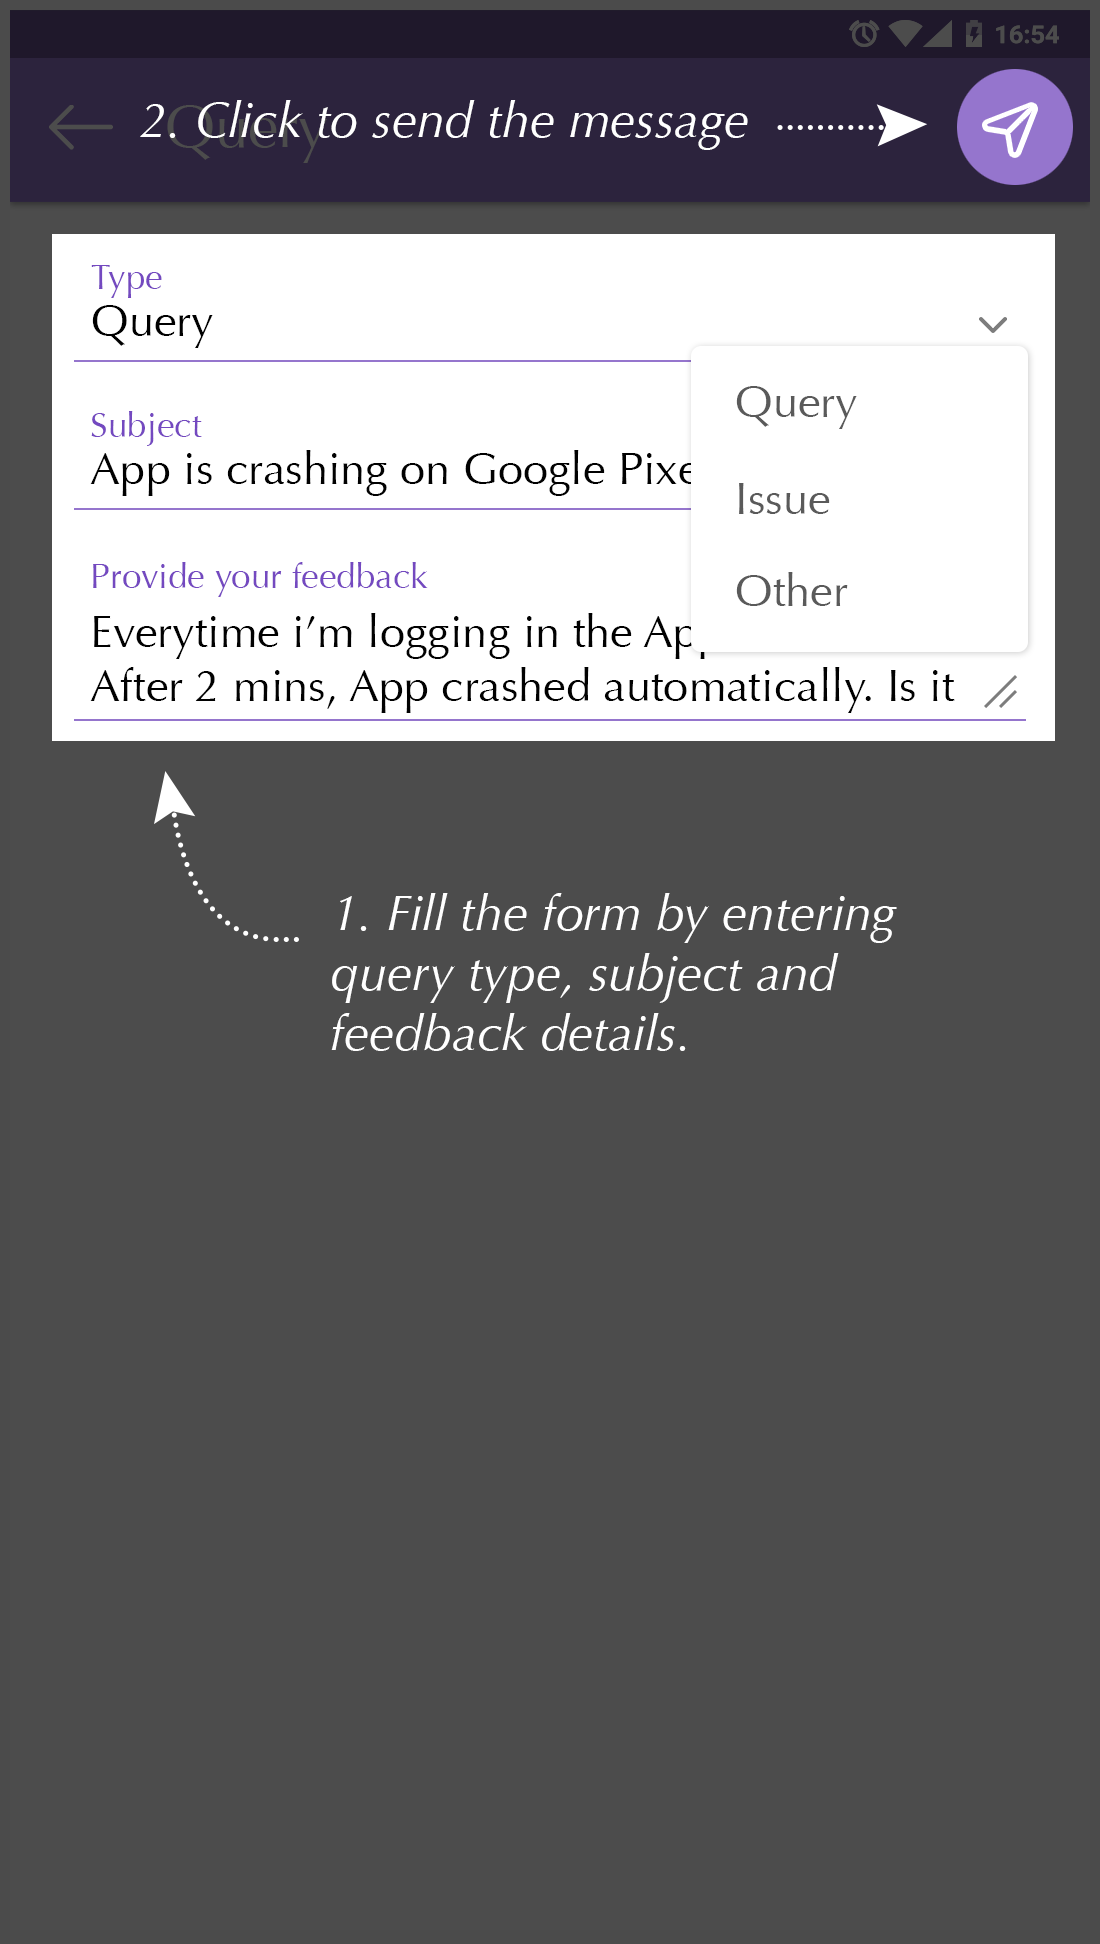 16:54
Query
2. Click to send the message
Type
Query
Query
Issue
Other
Subject
App is crashing on Google
Provide your feedback
Everytime i’m logging in the
After 2 mins, App crashed automatically. Is it
1. Fill the form by entering
query type, subject and
feedback details.